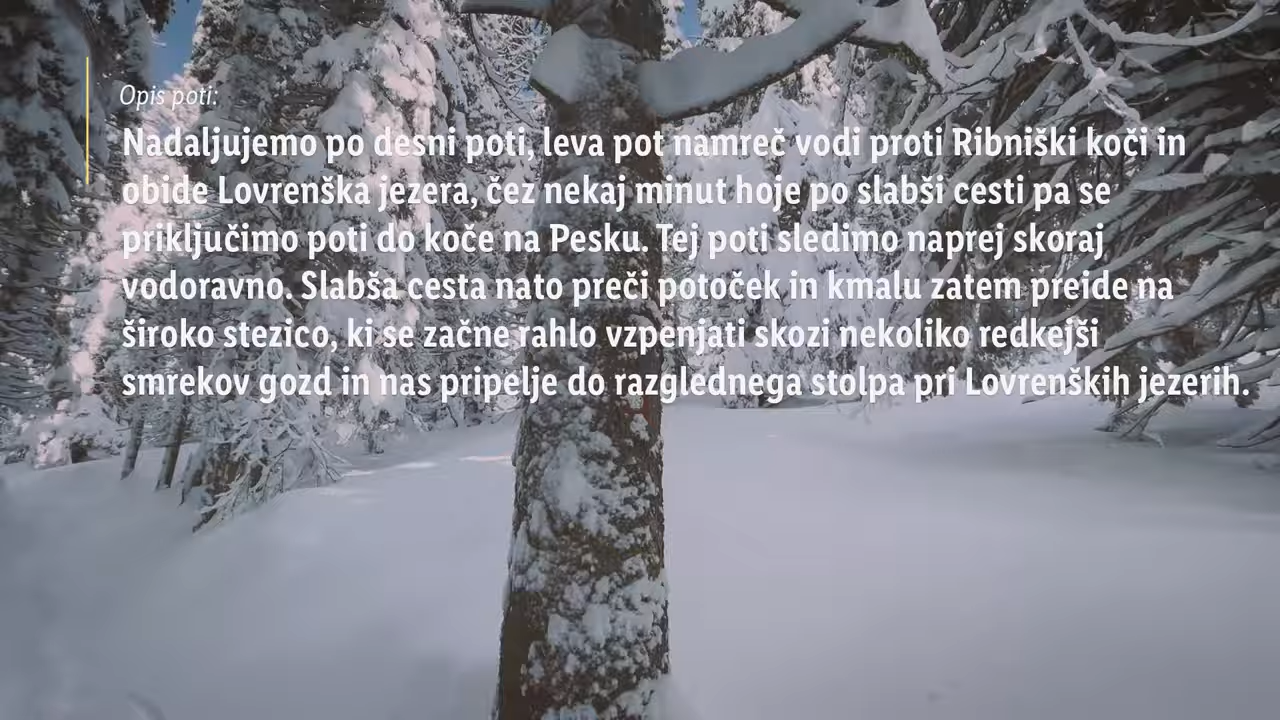 Opis poti:
Nadaljujemo po desni poti, leva pot namreč vodi proti Ribniški koči in
obide Lovrenška jezera, čez nekaj minut hoje po slabši cesti pa se
priključimo poti do koče na Pesku. Tej poti sledimo naprej skoraj
vodoravno. Slabša cesta nato preči potoček in kmalu zatem preide na
široko stezico, ki se začne rahlo vzpenjati skozi nekoliko redkejši
smrekov gozd in nas pripelje do razglednega stolpa pri Lovrenških jezerih.